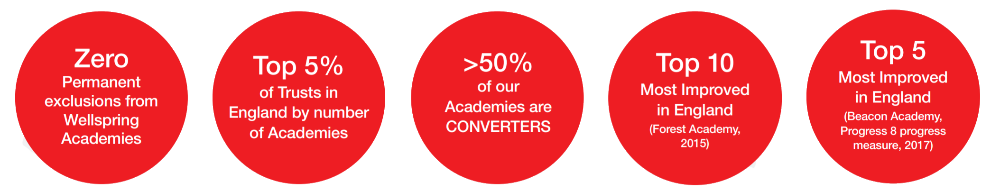 Zero
Permanent
exclusions from
Wellspring
Academies
Top 5%
of Trusts in
England by number
of Academies
>50%
of our
Academies are
CONVERTERS
Top 10
Most Improved
in England
(Forest Academy,
2015)
Top 5
Most Improved
in England
(Beacon Academy,
Progress 8 progress
measure, 2017)